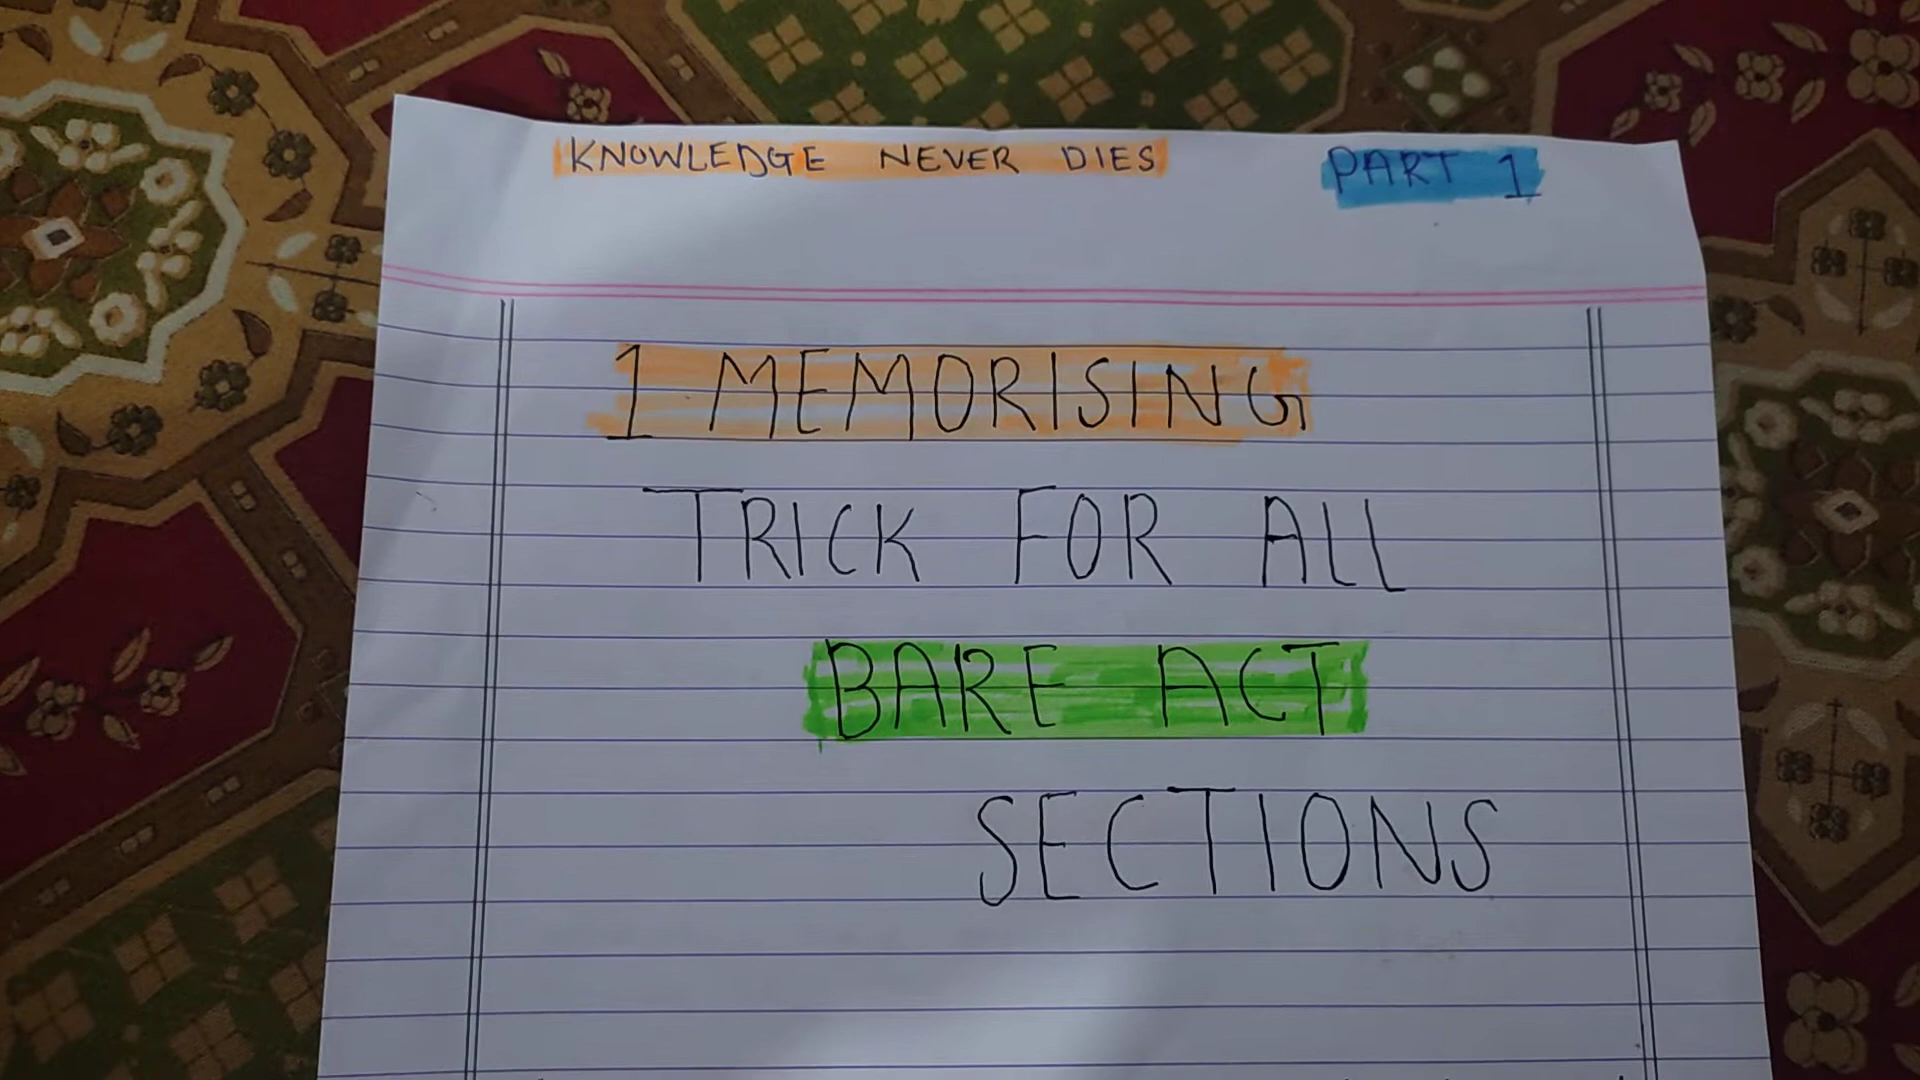 KNOWLEDGE NEVER DIES
PART 1
1 MEMORISING
TRICK FOR ALL
BARE ACT
SECTIONS